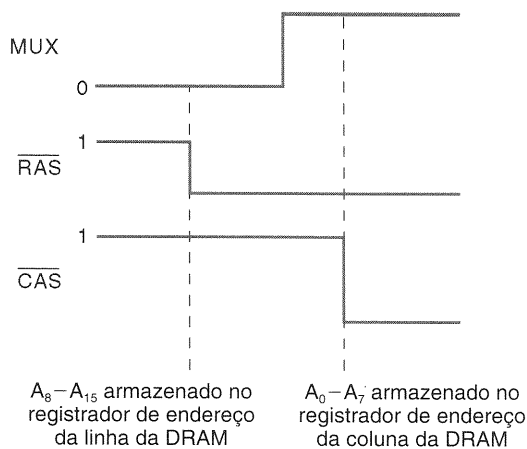 MUX
0
1
RAS
1
CAS
A₈–A₁₅ armazenado no
registrador de endereço
da linha da DRAM
A₀–A₇ armazenado no
registrador de endereço
da coluna da DRAM